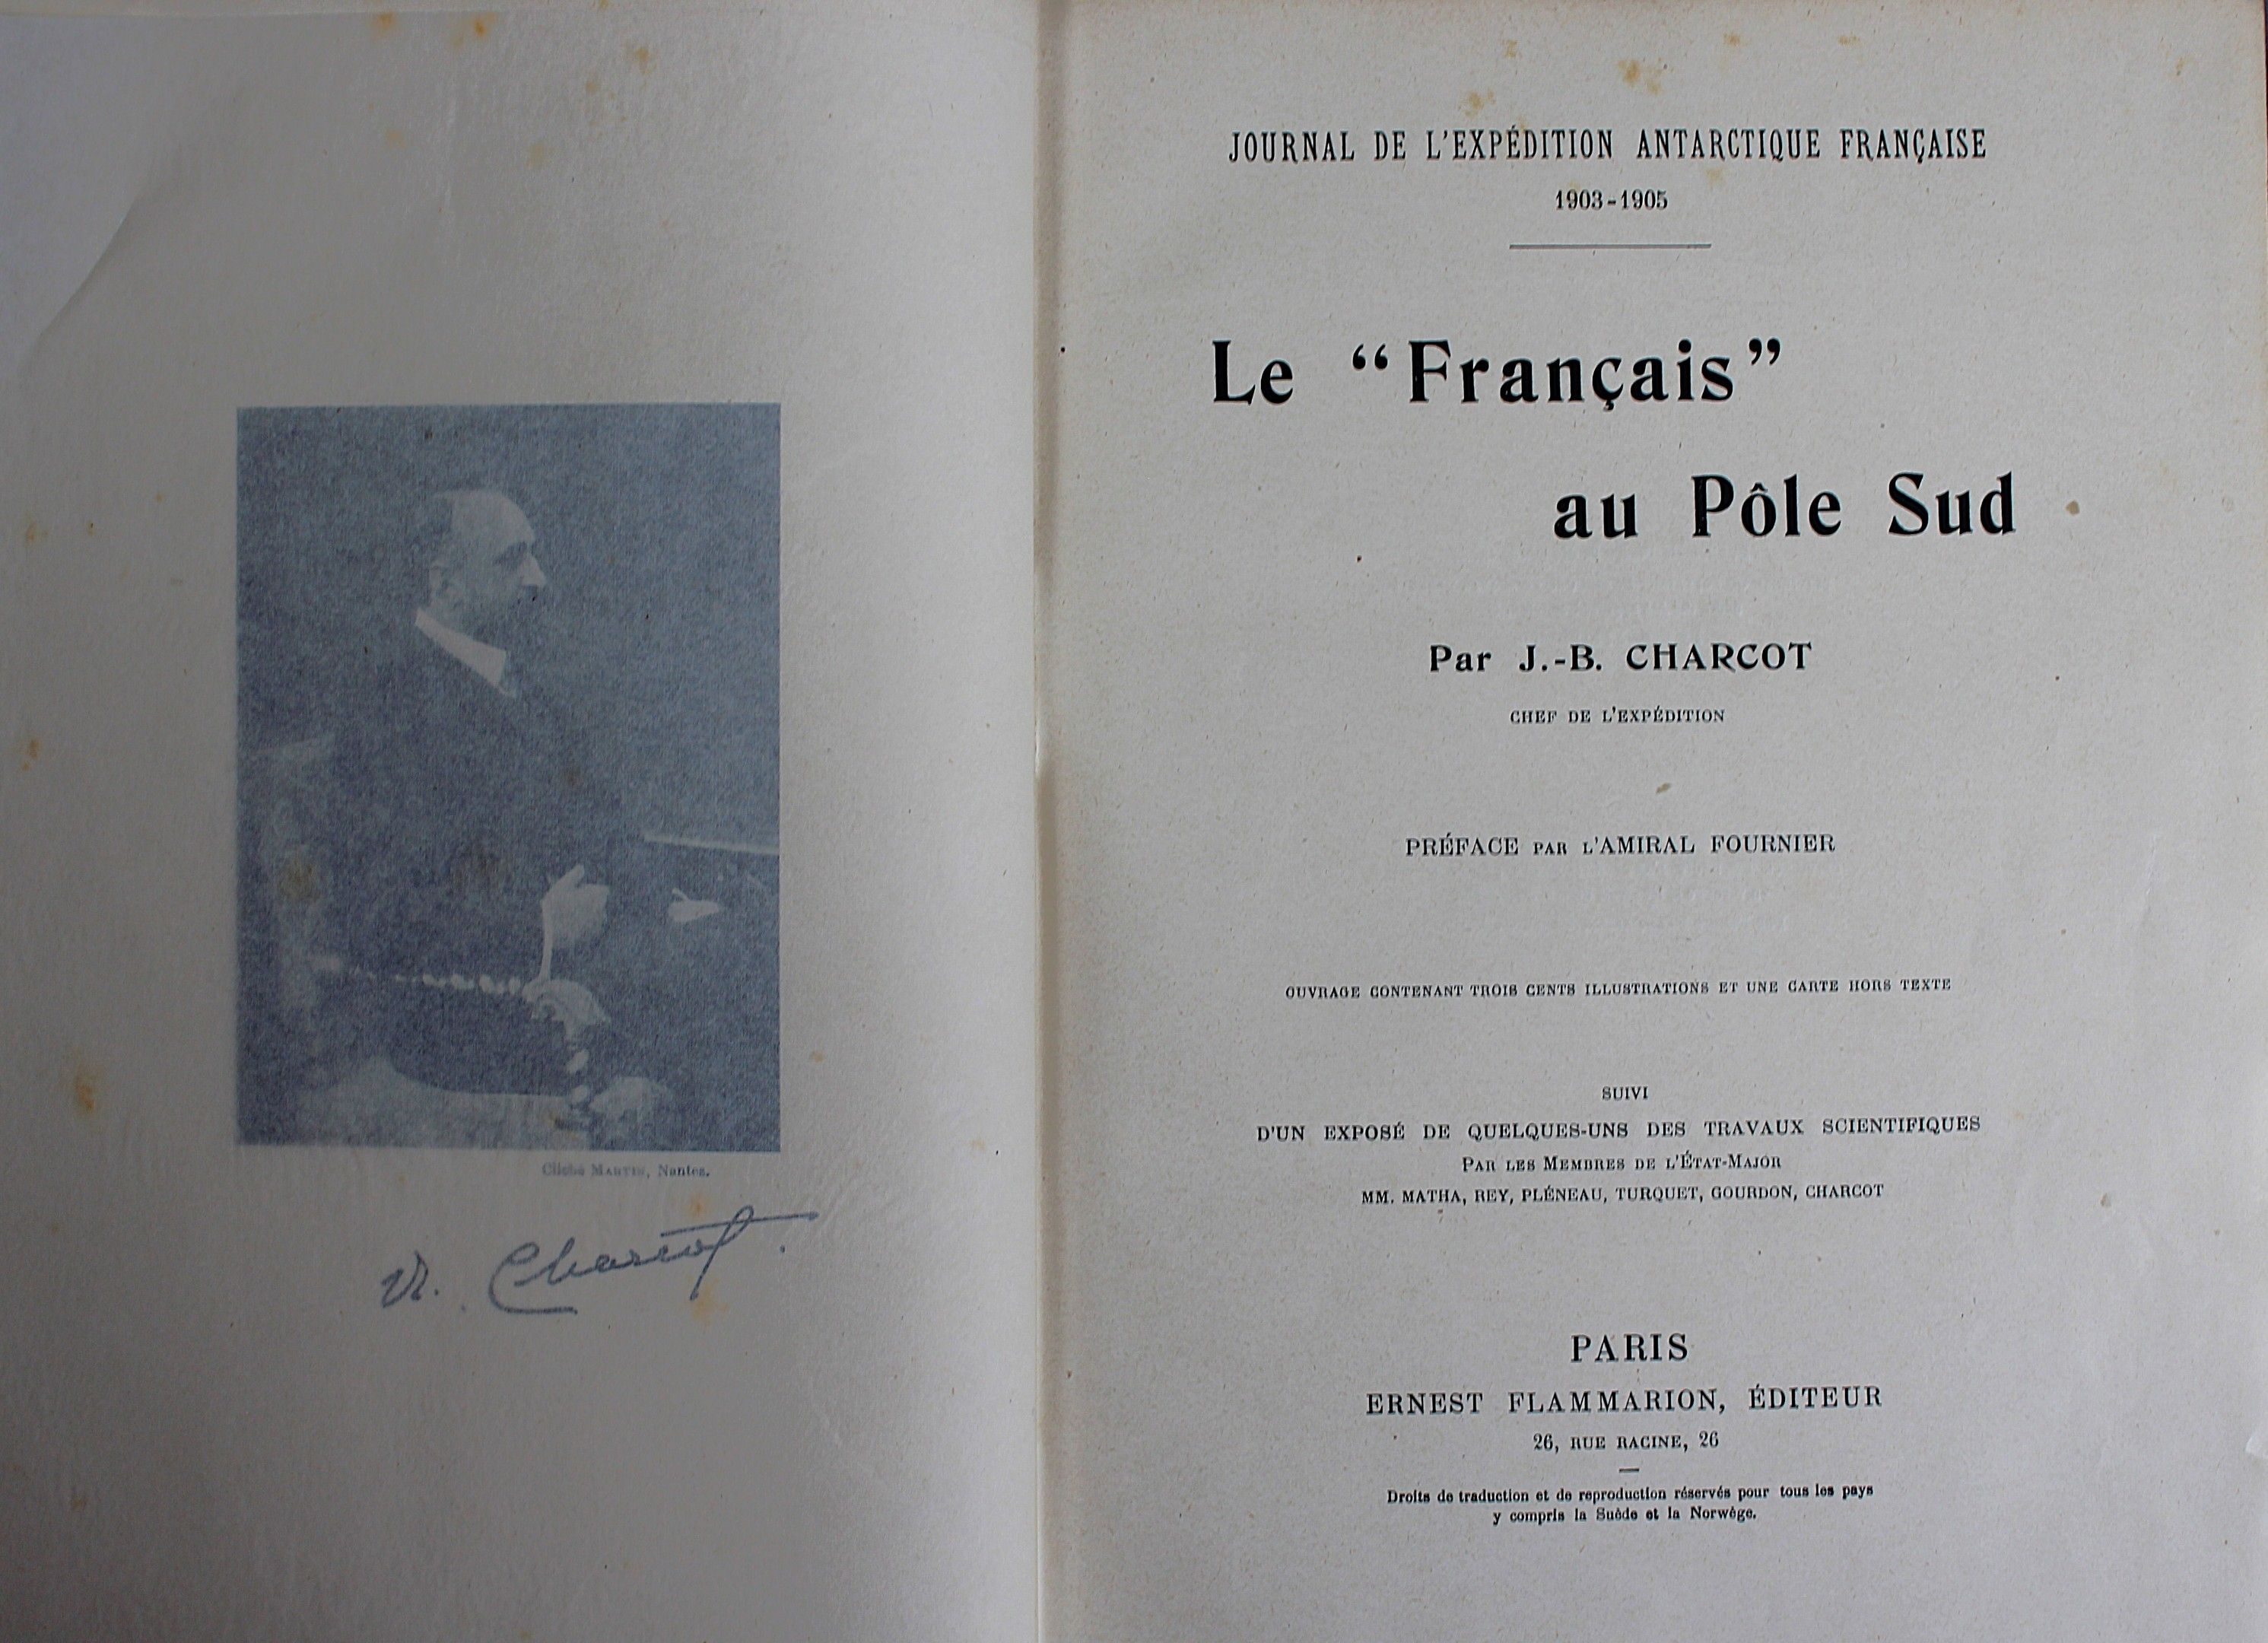 Cliché Martin, Nantes.
Charcot.
JOURNAL DE L'EXPÉDITION ANTARCTIQUE FRANÇAISE
1903-1905
Le “Français”
au Pôle Sud
Par J.-B. CHARCOT
CHEF DE L'EXPÉDITION
PRÉFACE PAR L'AMIRAL FOURNIER
OUVRAGE CONTENANT TROIS CENTS ILLUSTRATIONS ET UNE CARTE HORS TEXTE
SUIVI
D'UN EXPOSÉ DE QUELQUES-UNS DES TRAVAUX SCIENTIFIQUES
PAR LES MEMBRES DE L'ÉTAT-MAJOR
MM. MATHA, REY, PLÉNEAU, TURQUET, GOURDON, CHARCOT
PARIS
ERNEST FLAMMARION, ÉDITEUR
26, RUE RACINE, 26
Droits de traduction et de reproduction réservés pour tous les pays
y compris la Suède et la Norwège.